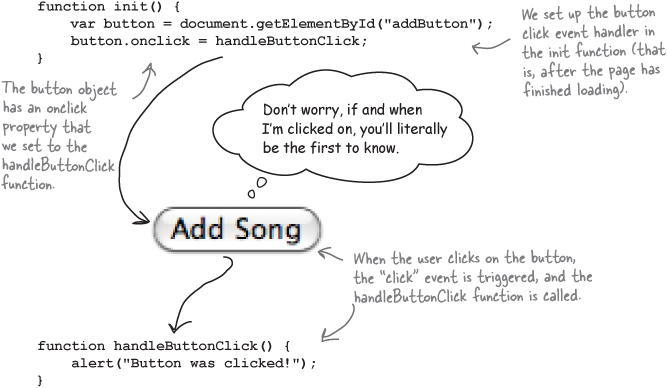 function init() {
var button = document.getElementById("addButton");
button.onclick = handleButtonClick;
}
We set up the button
click event handler in
the init function (that
is, after the page has
finished loading).
The button object
has an onclick
property that
we set to the
handleButtonClick
function.
Don't worry, if and when
I'm clicked on, you'll literally
be the first to know.
Add Song
When the user clicks on the button,
the "click" event is triggered, and the
handleButtonClick function is called.
function handleButtonClick() {
alert("Button was clicked!");
}